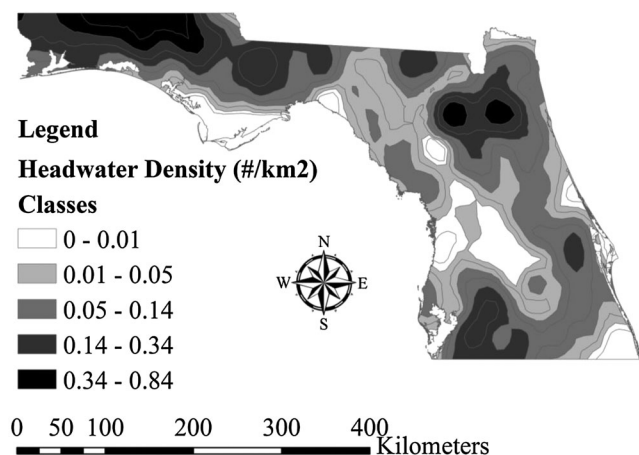 Legend
Headwater Density (#/km2)
Classes
0 - 0.01
0.01 - 0.05
0.05 - 0.14
0.14 - 0.34
0.34 - 0.84
N
W E
S
0 50 100 200 300 400
Kilometers